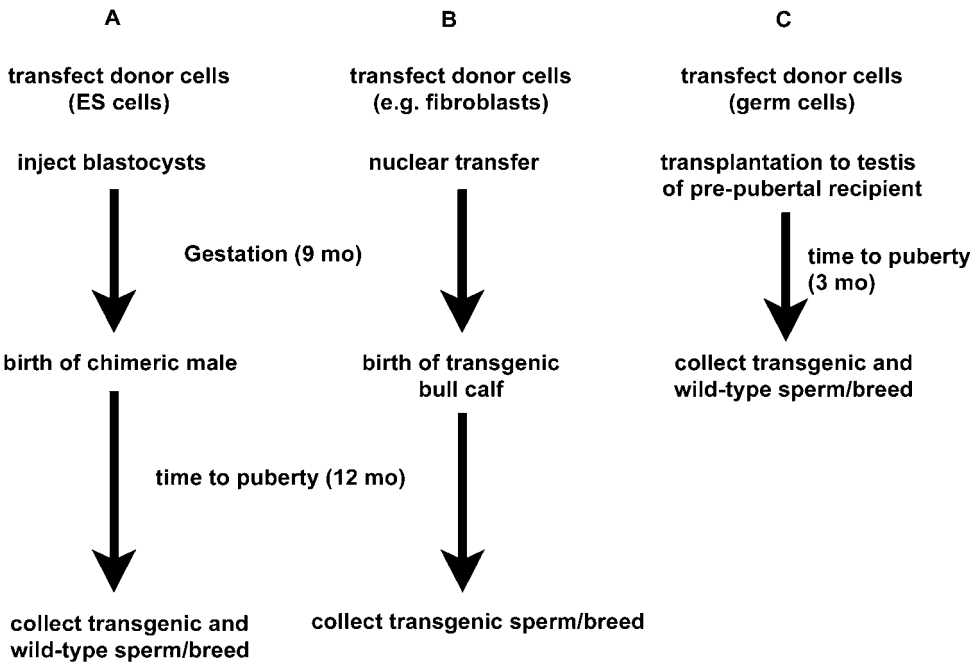 A
transfect donor cells
(ES cells)
inject blastocysts
Gestation (9 mo)
birth of chimeric male
time to puberty (12 mo)
collect transgenic and
wild-type sperm/breed
B
transfect donor cells
(e.g. fibroblasts)
nuclear transfer
birth of transgenic
bull calf
collect transgenic sperm/breed
C
transfect donor cells
(germ cells)
transplantation to testis
of pre-pubertal recipient
time to puberty
(3 mo)
collect transgenic and
wild-type sperm/breed